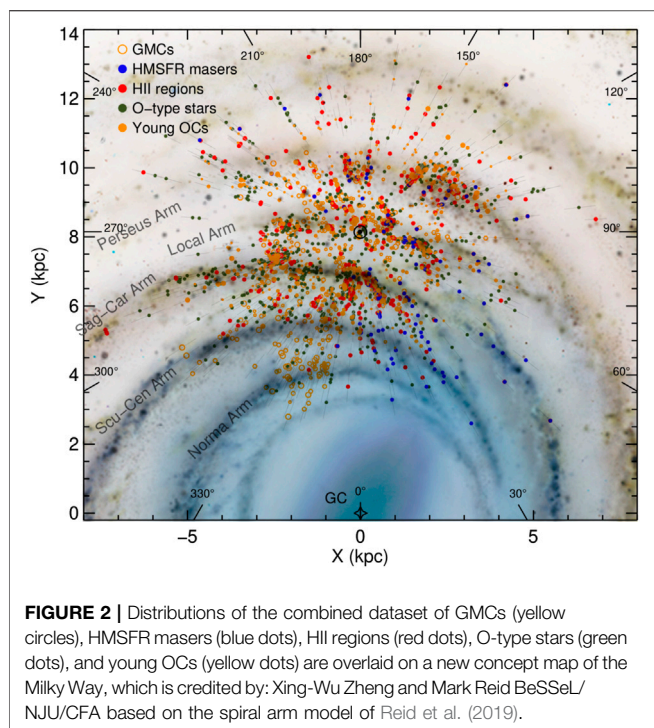 14
12
10
8
6
4
2
0
Y (kpc)
−5
0
5
X (kpc)
GMCs
HMSFR masers
HII regions
O-type stars
Young OCs
210°
180°
150°
240°
120°
270°
90°
300°
60°
330°
0°
30°
Perseus Arm
Local Arm
Sag-Car Arm
Scu-Cen Arm
Norma Arm
GC
FIGURE 2 | Distributions of the combined dataset of GMCs (yellow
circles), HMSFR masers (blue dots), HII regions (red dots), O-type stars (green
dots), and young OCs (yellow dots) are overlaid on a new concept map of the
Milky Way, which is credited by: Xing-Wu Zheng and Mark Reid BeSSeL/
NJU/CFA based on the spiral arm model of Reid et al. (2019).